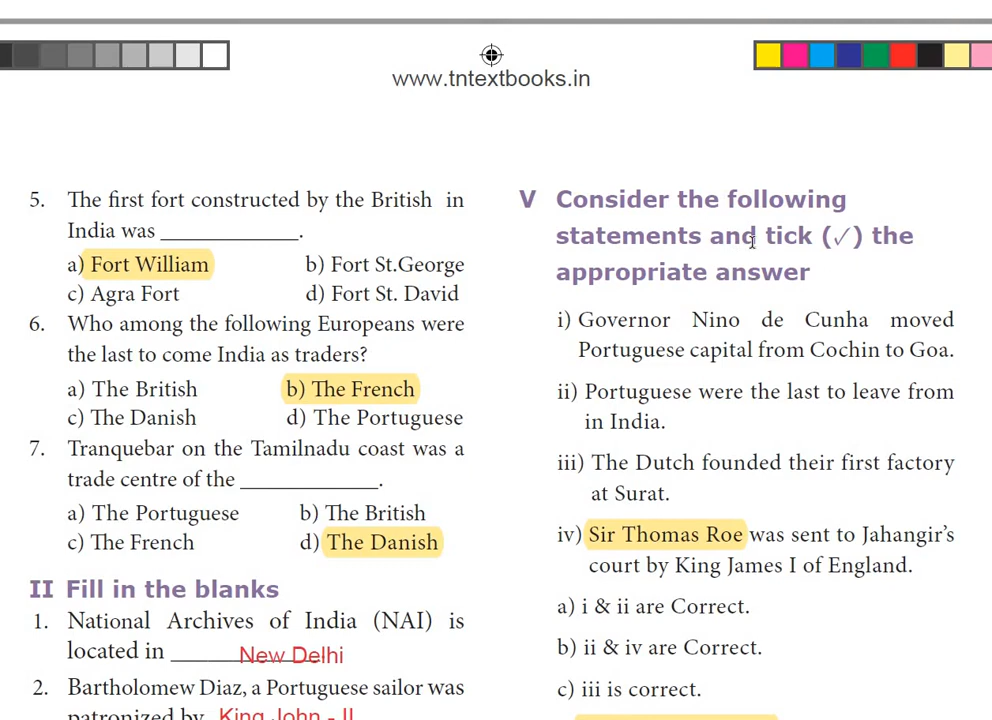 www.tntextbooks.in
5. The first fort constructed by the British in
India was ____________.
a) Fort William b) Fort St.George
c) Agra Fort d) Fort St. David
6. Who among the following Europeans were
the last to come India as traders?
a) The British b) The French
c) The Danish d) The Portuguese
7. Tranquebar on the Tamilnadu coast was a
trade centre of the ____________.
a) The Portuguese b) The British
c) The French d) The Danish
II Fill in the blanks
1. National Archives of India (NAI) is
located in ____________ New Delhi
2. Bartholomew Diaz, a Portuguese sailor was
patronized by King John - II
V Consider the following
statements and tick (✓) the
appropriate answer
i) Governor Nino de Cunha moved
Portuguese capital from Cochin to Goa.
ii) Portuguese were the last to leave from
in India.
iii) The Dutch founded their first factory
at Surat.
iv) Sir Thomas Roe was sent to Jahangir's
court by King James I of England.
a) i & ii are Correct.
b) ii & iv are Correct.
c) iii is correct.